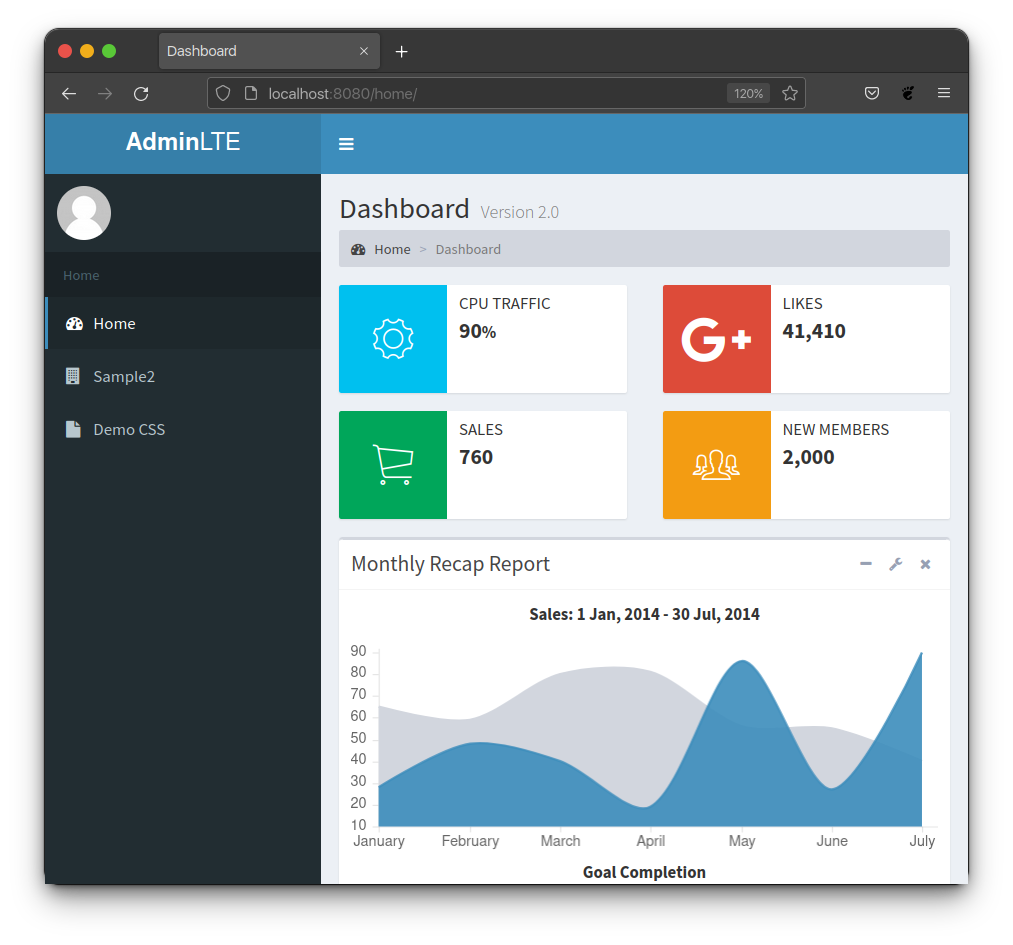 Dashboard
localhost:8080/home/
120%
AdminLTE
Home
Home
Sample2
Demo CSS
Dashboard Version 2.0
Home > Dashboard
CPU TRAFFIC
90%
LIKES
41,410
G+
SALES
760
NEW MEMBERS
2,000
Monthly Recap Report
Sales: 1 Jan, 2014 - 30 Jul, 2014
90
80
70
60
50
40
30
20
10
January February March April May June July
Goal Completion